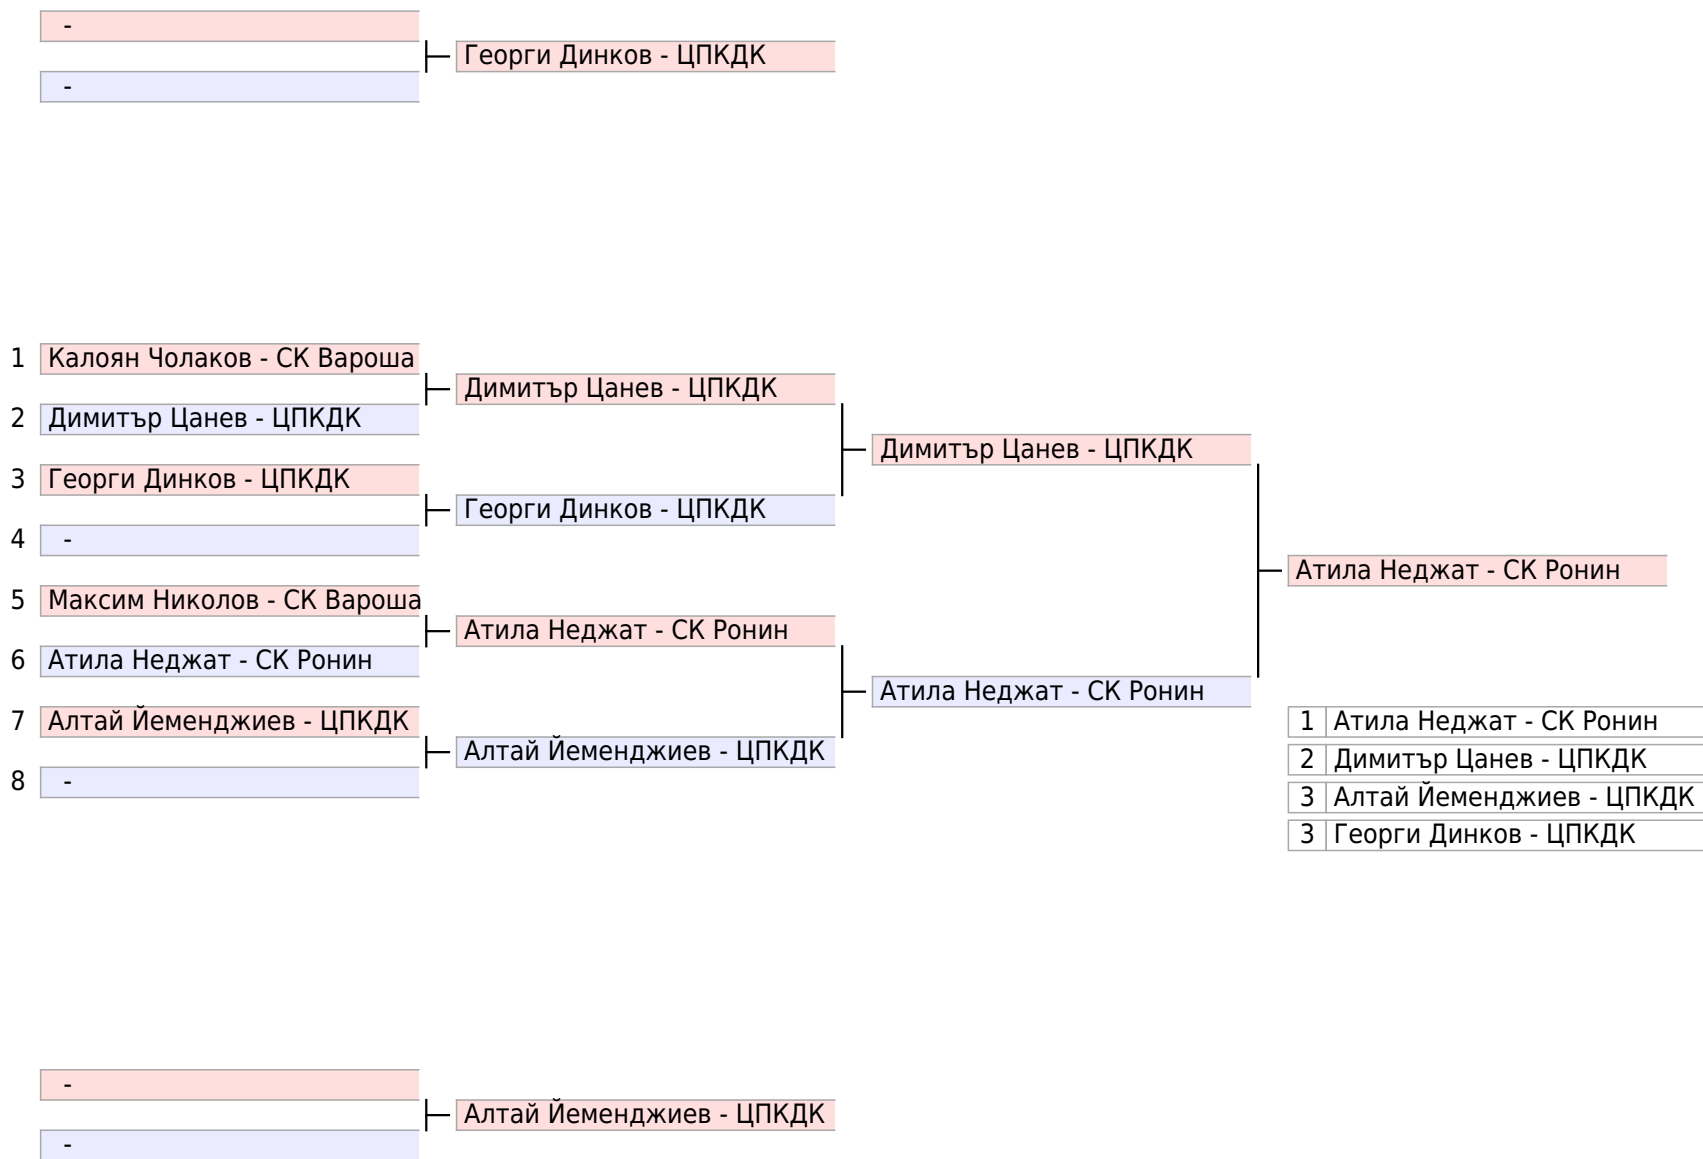 -
Георги Динков - ЦПКДК
-
1 Калоян Чолаков - СК Вароша
Димитър Цанев - ЦПКДК
2 Димитър Цанев - ЦПКДК
Димитър Цанев - ЦПКДК
3 Георги Динков - ЦПКДК
Георги Динков - ЦПКДК
4 -
Атила Неджат - СК Ронин
5 Максим Николов - СК Вароша
Атила Неджат - СК Ронин
6 Атила Неджат - СК Ронин
Атила Неджат - СК Ронин
7 Алтай Йеменджиев - ЦПКДК
Алтай Йеменджиев - ЦПКДК
8 -
1 Атила Неджат - СК Ронин
2 Димитър Цанев - ЦПКДК
3 Алтай Йеменджиев - ЦПКДК
3 Георги Динков - ЦПКДК
-
Алтай Йеменджиев - ЦПКДК
-